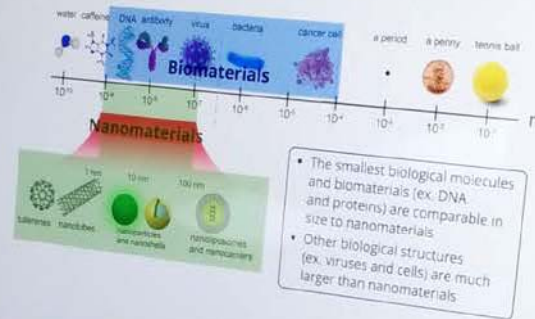 water caffeine DNA antibody virus bacteria cancer cell a period a penny tennis ball
Biomaterials
Nanomaterials
1 nm 10 nm 100 nm
fullerenes nanotubes nanoparticles and nanoshells nanoliposomes and nanocarriers
• The smallest biological molecules
and biomaterials (ex. DNA
and proteins) are comparable in
size to nanomaterials
• Other biological structures
(ex. viruses and cells) are much
larger than nanomaterials